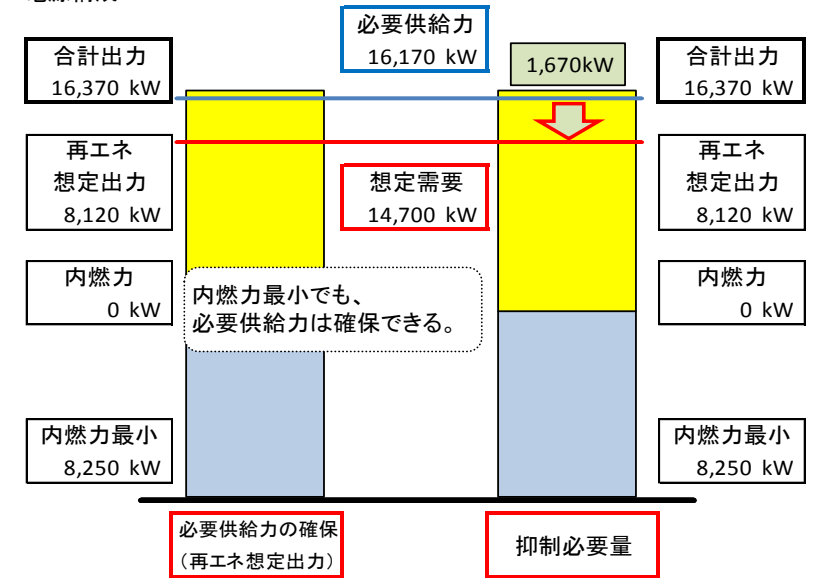 必要供給力
16,170 kW
合計出力
16,370 kW
1,670kW
合計出力
16,370 kW
再エネ
想定出力
8,120 kW
想定需要
14,700 kW
再エネ
想定出力
8,120 kW
内燃力
0 kW
内燃力最小でも、
必要供給力は確保できる。
内燃力
0 kW
内燃力最小
8,250 kW
内燃力最小
8,250 kW
必要供給力の確保
（再エネ想定出力）
抑制必要量